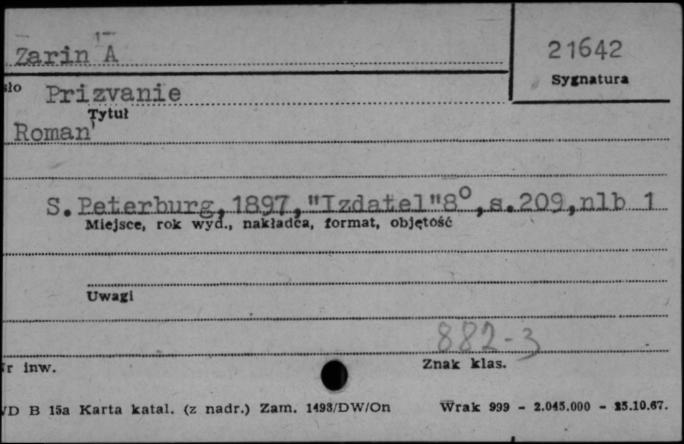 Zarin A
21642
Sygnatura
Prizvanie
Tytuł
Roman
S. Peterburg, 1897, "Izdatel" 8°, s. 209, nlb 1
Miejsce, rok wyd., nakładca, format, objętość
Uwagi
882-3
inw.
Znak klas.
B 15a Karta katal. (z nadr.) Zam. 1493/DW/On
Wrak 999 - 2.045.000 - 25.10.67.